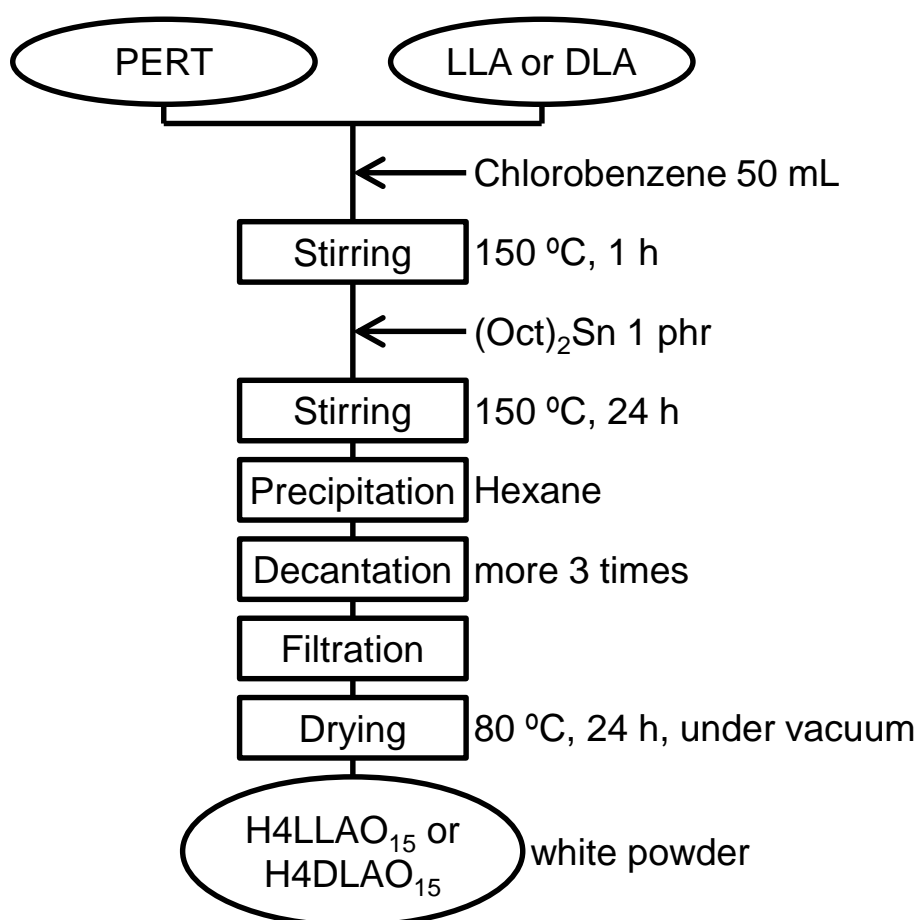 PERT
LLA or DLA
Chlorobenzene 50 mL
Stirring 150 ºC, 1 h
(Oct)₂Sn 1 phr
Stirring 150 ºC, 24 h
Precipitation Hexane
Decantation more 3 times
Filtration
Drying 80 ºC, 24 h, under vacuum
H4LLAO₁₅ or
H4DLAO₁₅
white powder